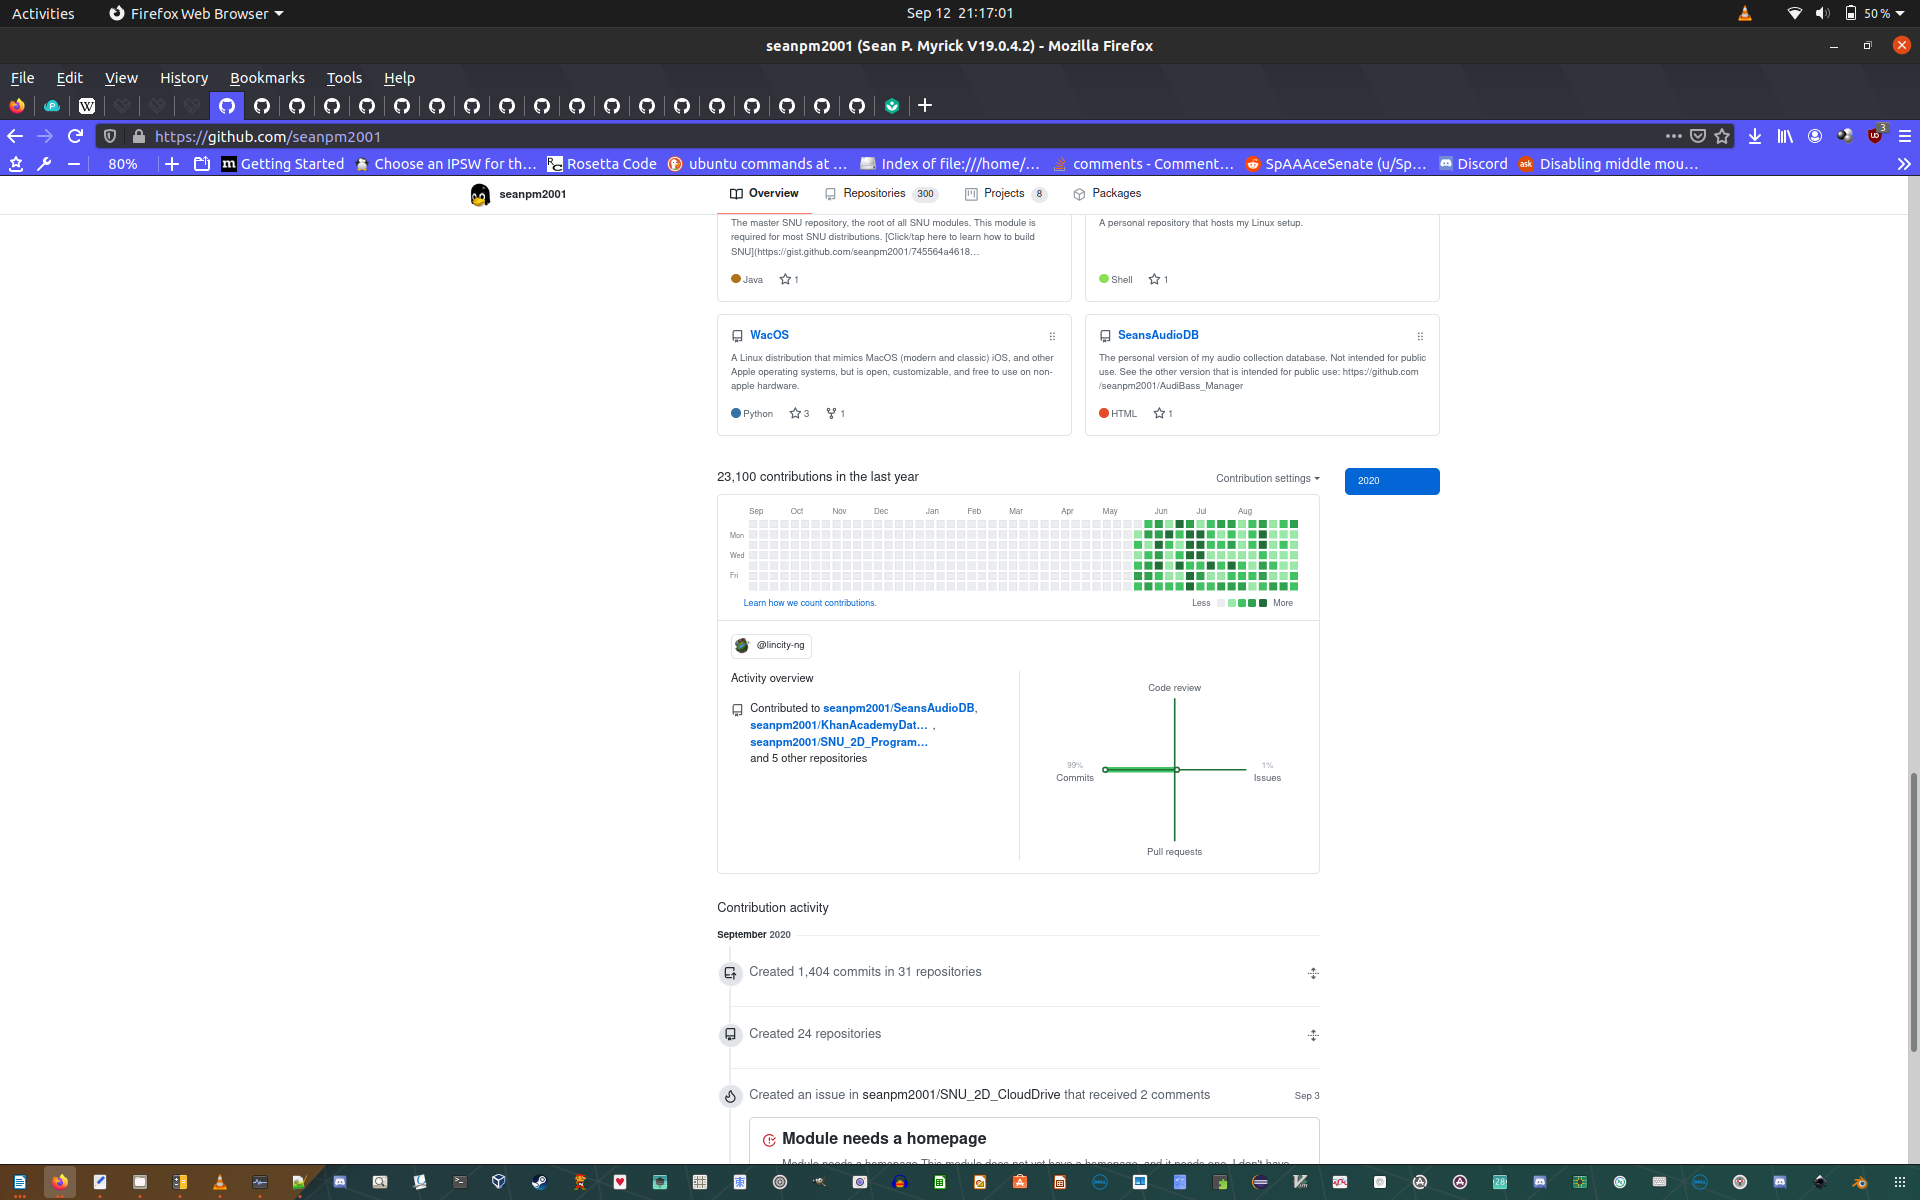 Activities
Firefox Web Browser
Sep 12 21:17:01
50 %
seanpm2001 (Sean P. Myrick V19.0.4.2) - Mozilla Firefox
File Edit View History Bookmarks Tools Help
https://github.com/seanpm2001
3
80%
Getting Started
Choose an IPSW for th…
Rosetta Code
ubuntu commands at …
Index of file:///home/…
comments - Comment…
SpAAAceSenate (u/Sp…
Discord
Disabling middle mou…
seanpm2001
Overview
Repositories 300
Projects 8
Packages
The master SNU repository, the root of all SNU modules. This module is
required for most SNU distributions. [Click/tap here to learn how to build
SNU](https://gist.github.com/seanpm2001/745564a4618…
Java 1
A personal repository that hosts my Linux setup.
Shell 1
WacOS
A Linux distribution that mimics MacOS (modern and classic) iOS, and other
Apple operating systems, but is open, customizable, and free to use on non-
apple hardware.
Python 3 1
SeansAudioDB
The personal version of my audio collection database. Not intended for public
use. See the other version that is intended for public use: https://github.com
/seanpm2001/AudiBass_Manager
HTML 1
23,100 contributions in the last year
Contribution settings
2020
Sep Oct Nov Dec Jan Feb Mar Apr May Jun Jul Aug
Mon
Wed
Fri
Learn how we count contributions.
Less More
@lincity-ng
Activity overview
Contributed to seanpm2001/SeansAudioDB,
seanpm2001/KhanAcademyDat… ,
seanpm2001/SNU_2D_Program…
and 5 other repositories
Code review
99%
Commits
1%
Issues
Pull requests
Contribution activity
September 2020
Created 1,404 commits in 31 repositories
Created 24 repositories
Created an issue in seanpm2001/SNU_2D_CloudDrive that received 2 comments
Sep 3
Module needs a homepage